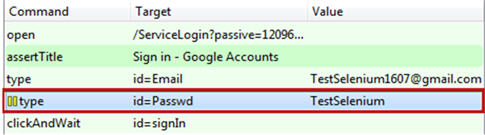 Command Target Value
open /ServiceLogin?passive=12096...
assertTitle Sign in - Google Accounts
type id=Email TestSelenium1607@gmail.com
type id=Passwd TestSelenium
clickAndWait id=signIn